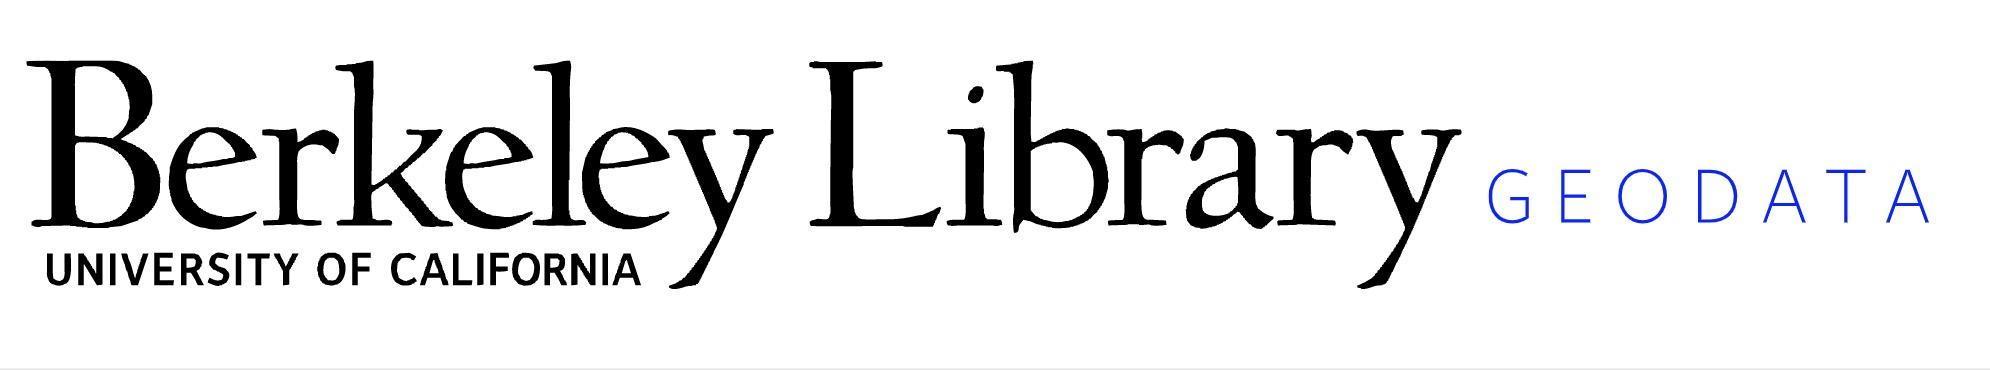 Berkeley Library GEODATA
UNIVERSITY OF CALIFORNIA